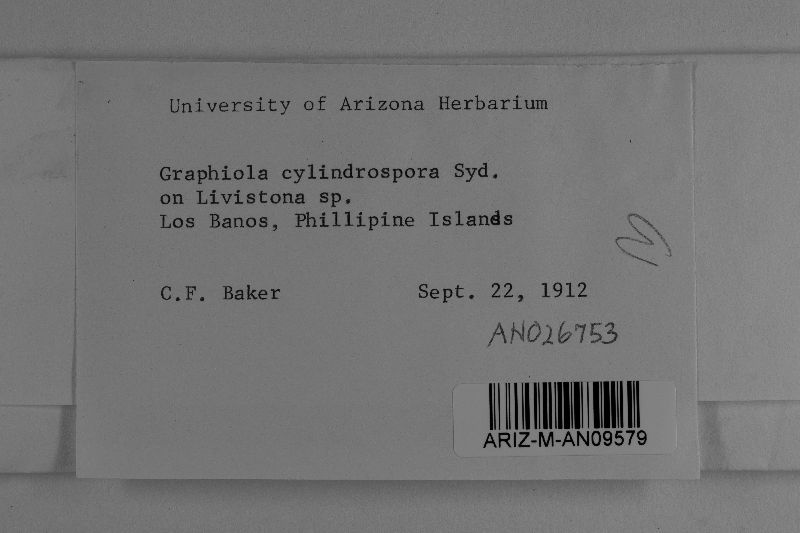 University of Arizona Herbarium
Graphiola cylindrospora Syd.
on Livistona sp.
Los Banos, Phillipine Islands
C.F. Baker Sept. 22, 1912
AN026753
ARIZ-M-AN09579